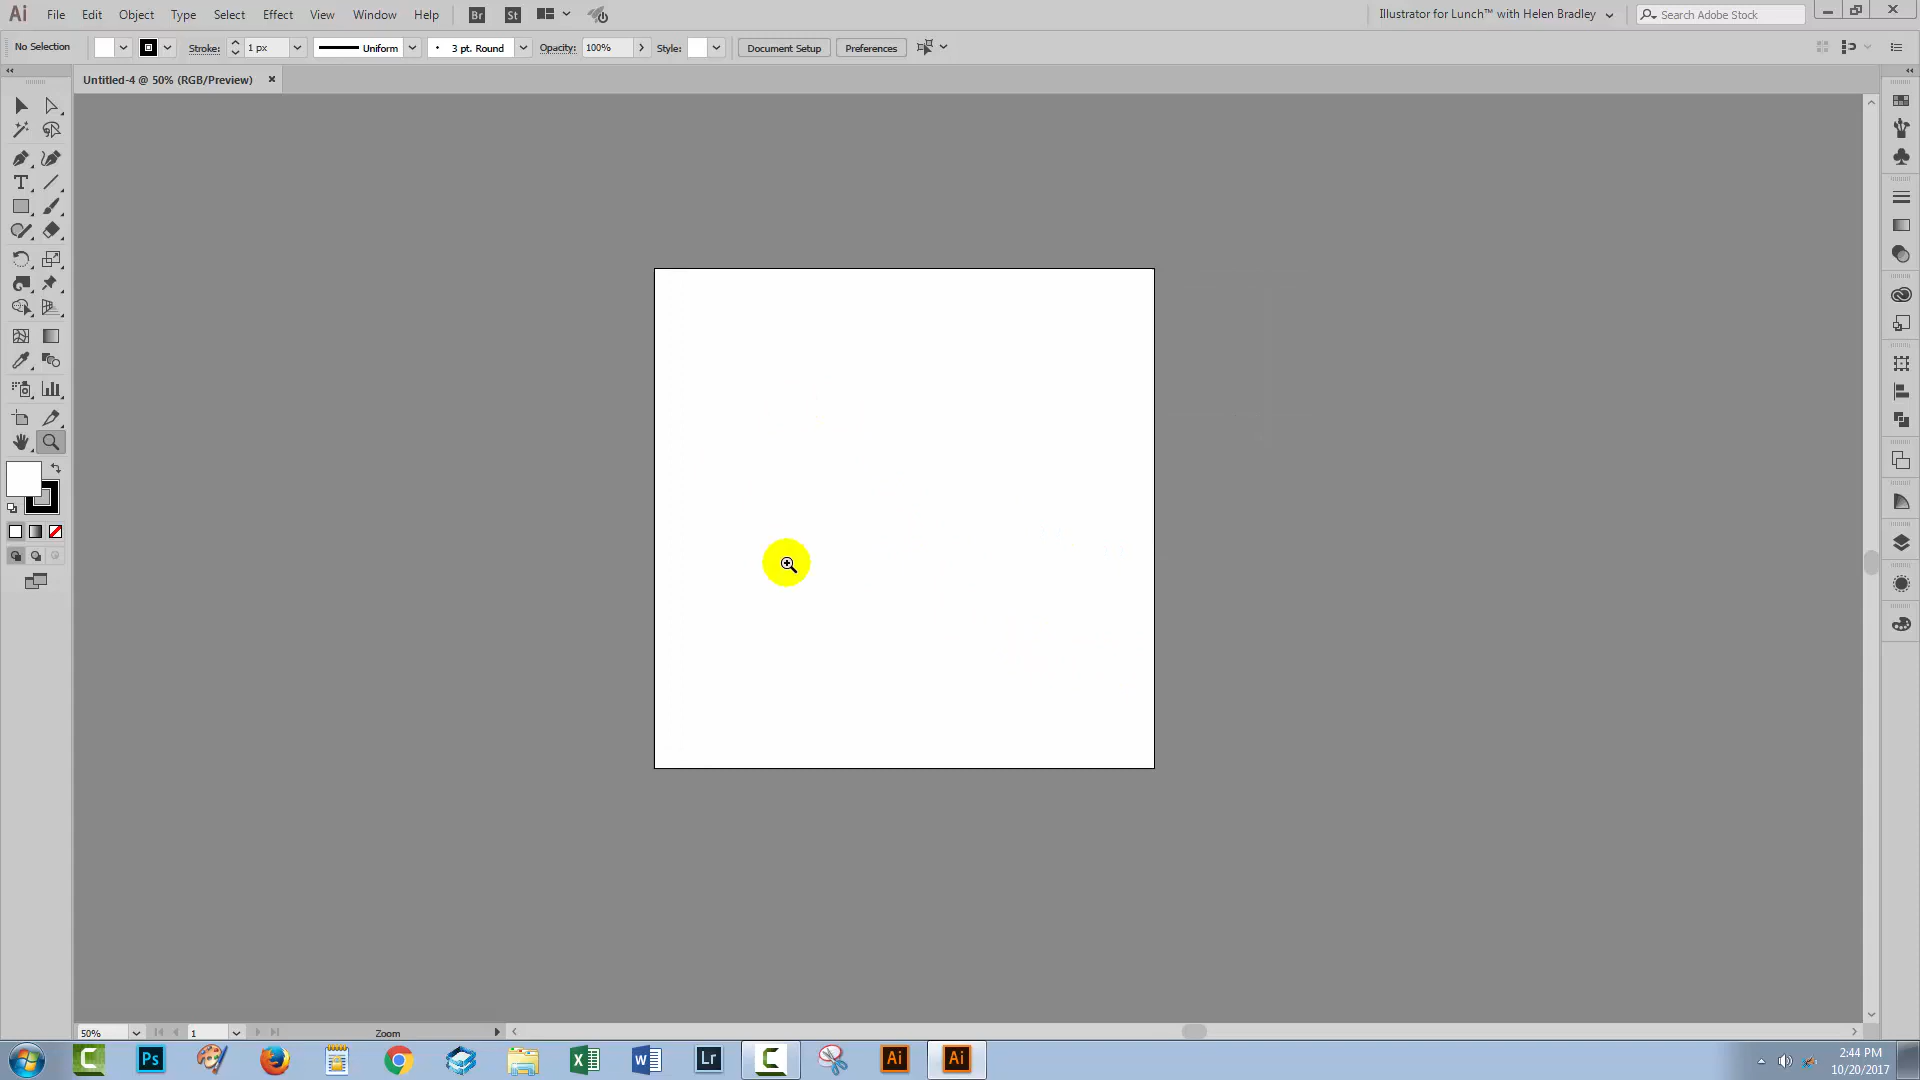 Ai File Edit Object Type Select Effect View Window Help Br St Illustrator for Lunch™ with Helen Bradley Search Adobe Stock
No Selection Stroke: 1 px Uniform 3 pt. Round Opacity: 100% Style: Document Setup Preferences
Untitled-4 @ 50% (RGB/Preview)
50% 1 Zoom
Ps Lr Ai Ai
2:44 PM
10/20/2017